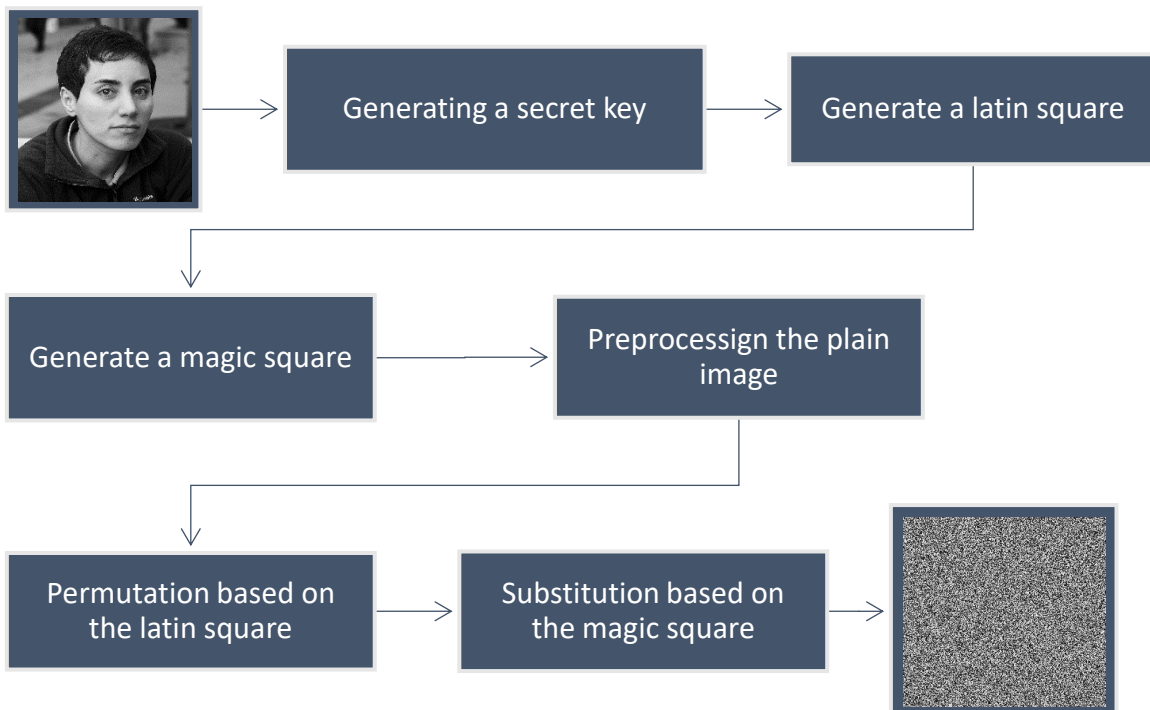 Generating a secret key
Generate a latin square
Generate a magic square
Preprocessign the plain
image
Permutation based on
the latin square
Substitution based on
the magic square